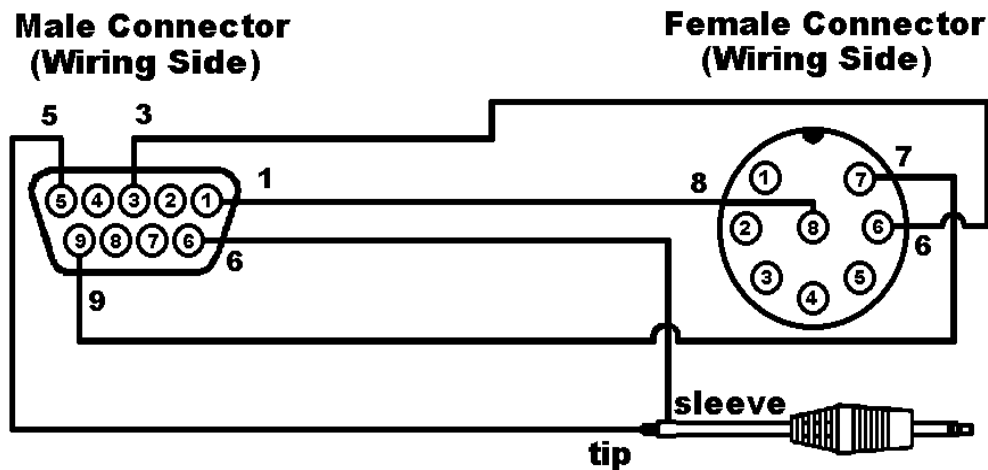 Male Connector
(Wiring Side)
Female Connector
(Wiring Side)
5
3
1
8
7
5 4 3 2 1
9 8 7 6
6
9
1
7
2
8
6
6
3
5
4
sleeve
tip